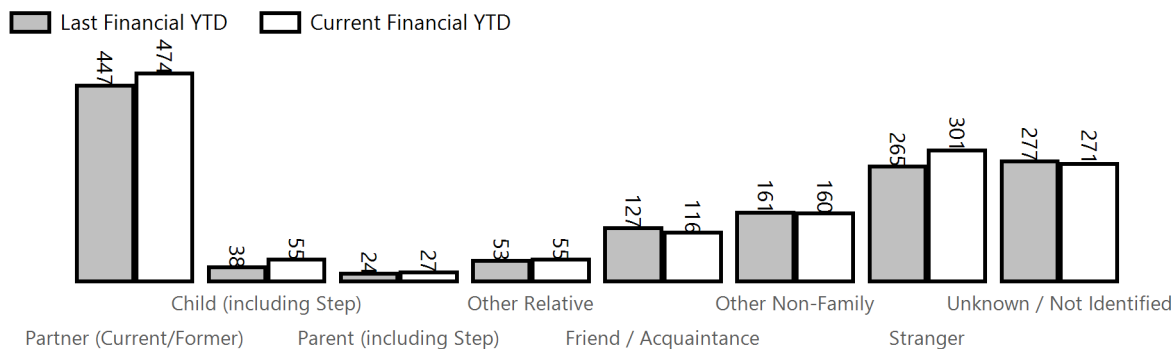 Last Financial YTD Current Financial YTD
447 474 38 55 24 27 53 55 127 116 161 160 265 301 277 271
Child (including Step) Other Relative Other Non-Family Unknown / Not Identified
Partner (Current/Former) Parent (including Step) Friend / Acquaintance Stranger